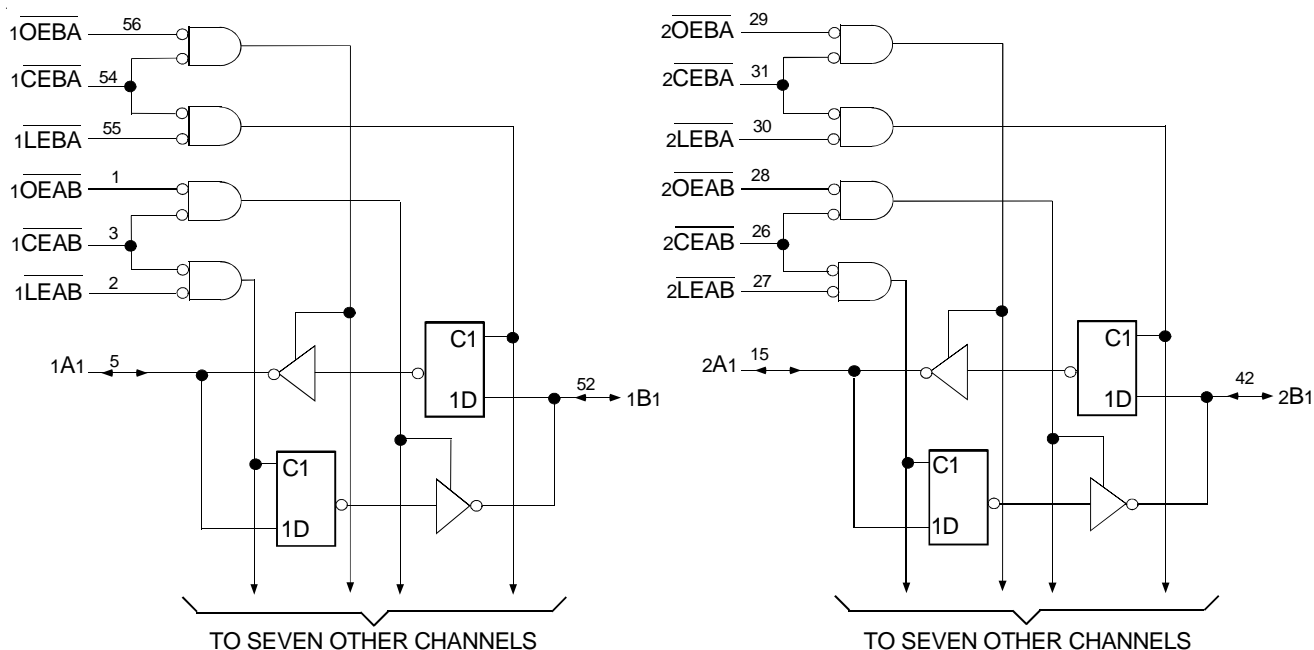 1OEBA 56
1CEBA 54
1LEBA 55
1OEAB 1
1CEAB 3
1LEAB 2
1A1 5
C1
1D
52 1B1
C1
1D
TO SEVEN OTHER CHANNELS
2OEBA 29
2CEBA 31
2LEBA 30
2OEAB 28
2CEAB 26
2LEAB 27
2A1 15
C1
1D
42 2B1
C1
1D
TO SEVEN OTHER CHANNELS